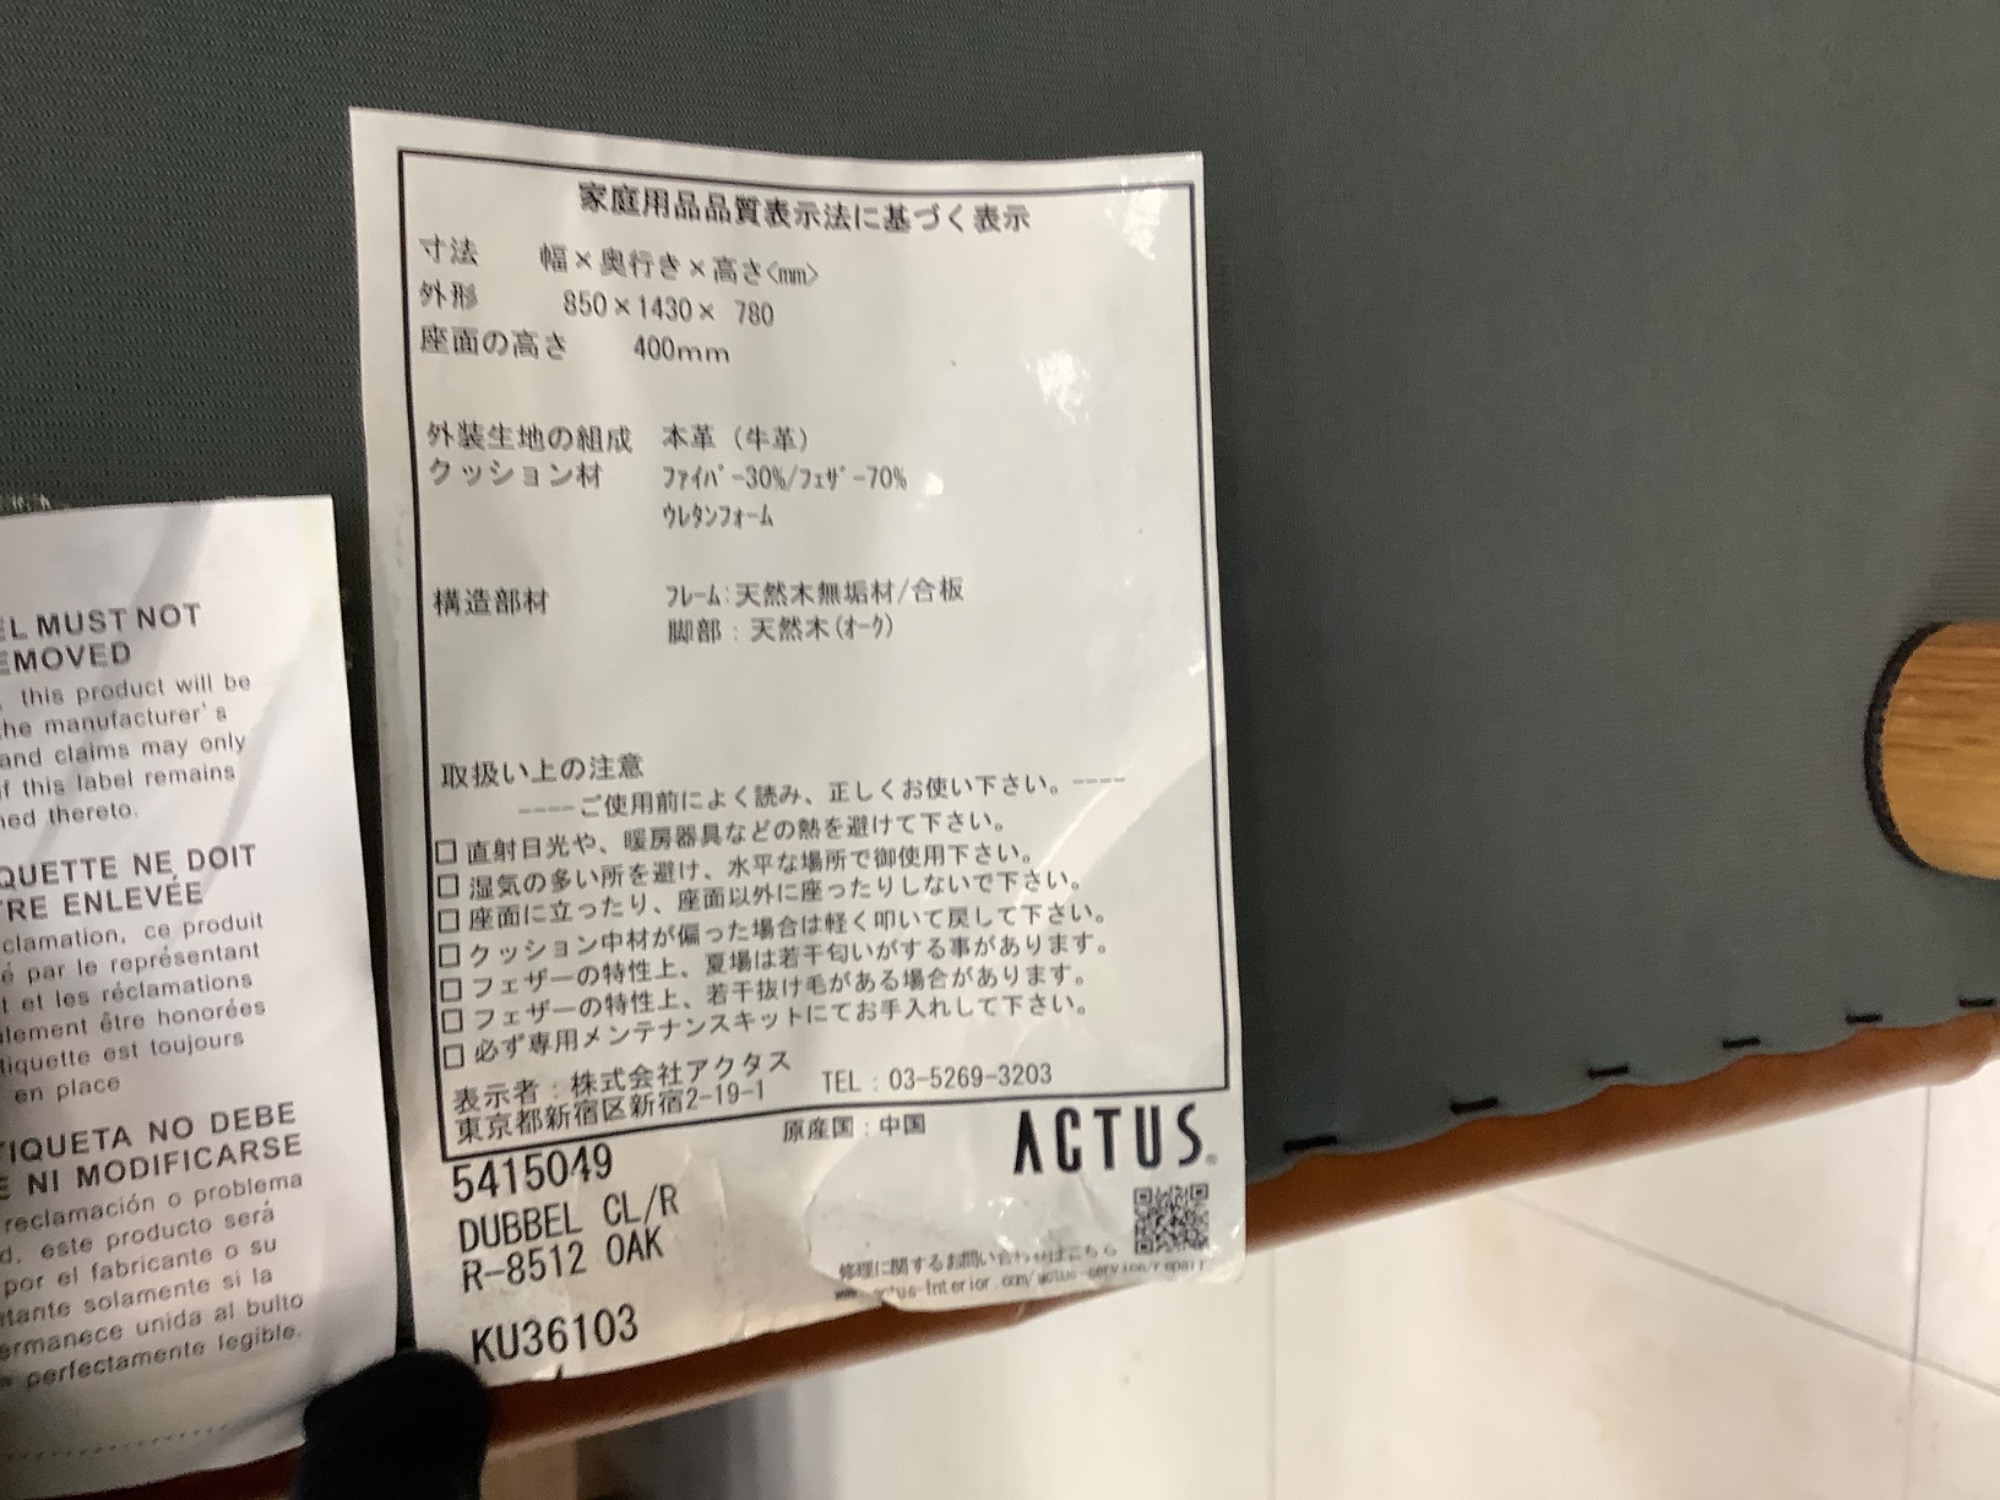 家庭用品品質表示法に基づく表示
寸法 幅×奥行き×高さ<mm>
外形 850×1430× 780
座面の高さ 400mm
外装生地の組成 本革（牛革）
クッション材 ﾌｧｲﾊﾞｰ30%/ﾌｪｻﾞｰ70%
ｳﾚﾀﾝﾌｫｰﾑ
構造部材 ﾌﾚｰﾑ:天然木無垢材/合板
脚部：天然木(ｵｰｸ)
取扱い上の注意
----ご使用前によく読み、正しくお使い下さい。----
□ 直射日光や、暖房器具などの熱を避けて下さい。
□ 湿気の多い所を避け、水平な場所で御使用下さい。
□ 座面に立ったり、座面以外に座ったりしないで下さい。
□ クッション中材が偏った場合は軽く叩いて戻して下さい。
□ フェザーの特性上、夏場は若干匂いがする事があります。
□ フェザーの特性上、若干抜け毛がある場合があります。
□ 必ず専用メンテナンスキットにてお手入れして下さい。
表示者：株式会社アクタス TEL：03-5269-3203
東京都新宿区新宿2-19-1
原産国：中国
ACTUS®
5415049
DUBBEL CL/R
R-8512 OAK
KU36103
修理に関するお問い合わせはこちら
actus-interior.com/actus-service/repair
EL MUST NOT
EMOVED
, this product will be
the manufacturer's
and claims may only
if this label remains
ned thereto.
QUETTE NE DOIT
TRE ENLEVÉE
clamation, ce produit
é par le représentant
t et les réclamations
alement être honorées
tiquette est toujours
en place
TIQUETA NO DEBE
E NI MODIFICARSE
reclamación o problema
d, este producto será
por el fabricante o su
ntante solamente si la
ermanece unida al bulto
perfectamente legible.